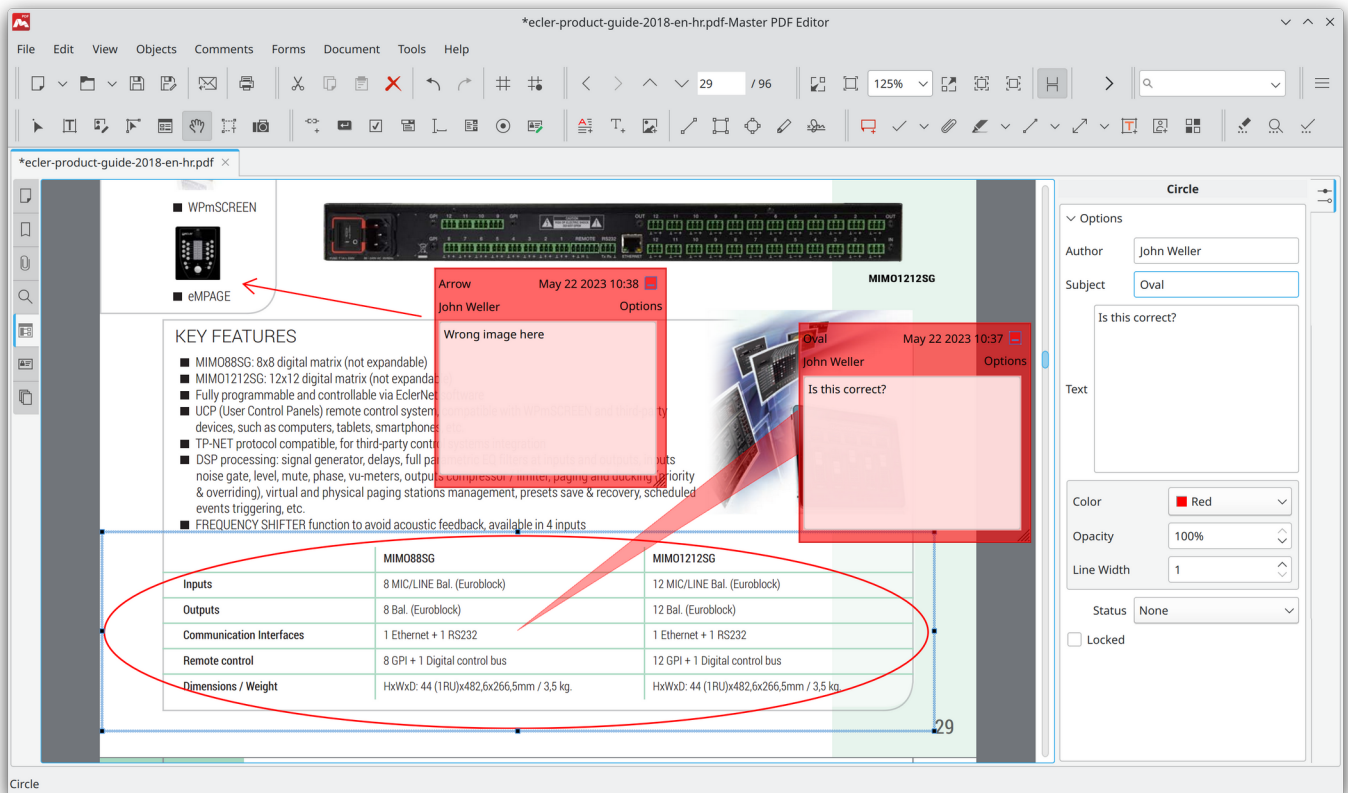 *ecler-product-guide-2018-en-hr.pdf-Master PDF Editor
File Edit View Objects Comments Forms Document Tools Help
29 / 96 125%
*ecler-product-guide-2018-en-hr.pdf
WPmSCREEN
eMPAGE
MIMO1212SG
Arrow May 22 2023 10:38
John Weller Options
Wrong image here
Oval May 22 2023 10:37
John Weller Options
Is this correct?
KEY FEATURES
MIMO88SG: 8x8 digital matrix (not expandable)
MIMO1212SG: 12x12 digital matrix (not expandab
Fully programmable and controllable via EclerNet
UCP (User Control Panels) remote control system,
devices, such as computers, tablets, smartphones
TP-NET protocol compatible, for third-party contr
DSP processing: signal generator, delays, full pa
noise gate, level, mute, phase, vu-meters, outputs compressor / limiter, paging and ducking (priority
& overriding), virtual and physical paging stations management, presets save & recovery, scheduled
events triggering, etc.
FREQUENCY SHIFTER function to avoid acoustic feedback, available in 4 inputs
MIMO88SG MIMO1212SG
Inputs 8 MIC/LINE Bal. (Euroblock) 12 MIC/LINE Bal. (Euroblock)
Outputs 8 Bal. (Euroblock) 12 Bal. (Euroblock)
Communication Interfaces 1 Ethernet + 1 RS232 1 Ethernet + 1 RS232
Remote control 8 GPI + 1 Digital control bus 12 GPI + 1 Digital control bus
Dimensions / Weight HxWxD: 44 (1RU)x482,6x266,5mm / 3,5 kg. HxWxD: 44 (1RU)x482,6x266,5mm / 3,5 kg.
29
Circle
Options
Author John Weller
Subject Oval
Text Is this correct?
Color Red
Opacity 100%
Line Width 1
Status None
Locked
Circle